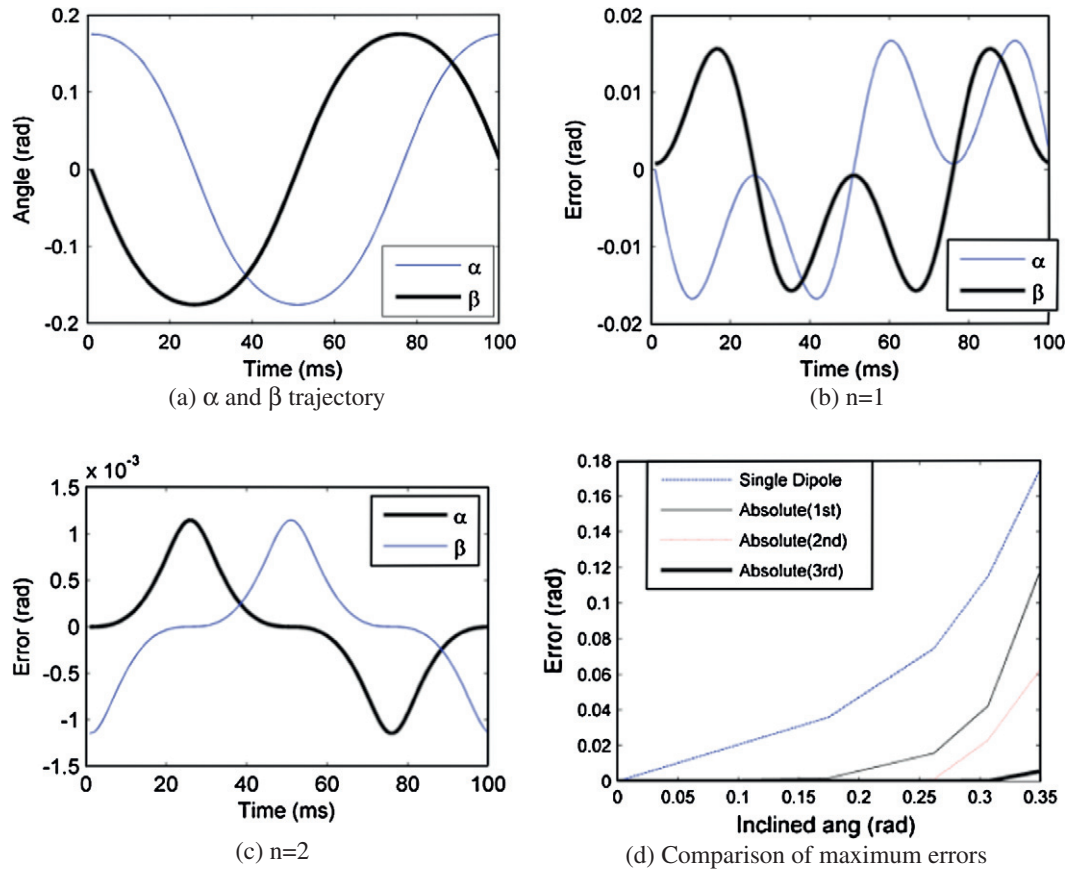 0.2
0.1
0
-0.1
-0.2
Angle (rad)
α
β
0 20 40 60 80 100
Time (ms)
(a) α and β trajectory
0.02
0.01
0
-0.01
-0.02
Error (rad)
α
β
0 20 40 60 80 100
Time (ms)
(b) n=1
x 10⁻³
1.5
1
0.5
0
-0.5
-1
-1.5
Error (rad)
α
β
0 20 40 60 80 100
Time (ms)
(c) n=2
0.18
0.16
0.14
0.12
0.1
0.08
0.06
0.04
0.02
0
Error (rad)
Single Dipole
Absolute(1st)
Absolute(2nd)
Absolute(3rd)
0 0.05 0.1 0.15 0.2 0.25 0.3 0.35
Inclined ang (rad)
(d) Comparison of maximum errors